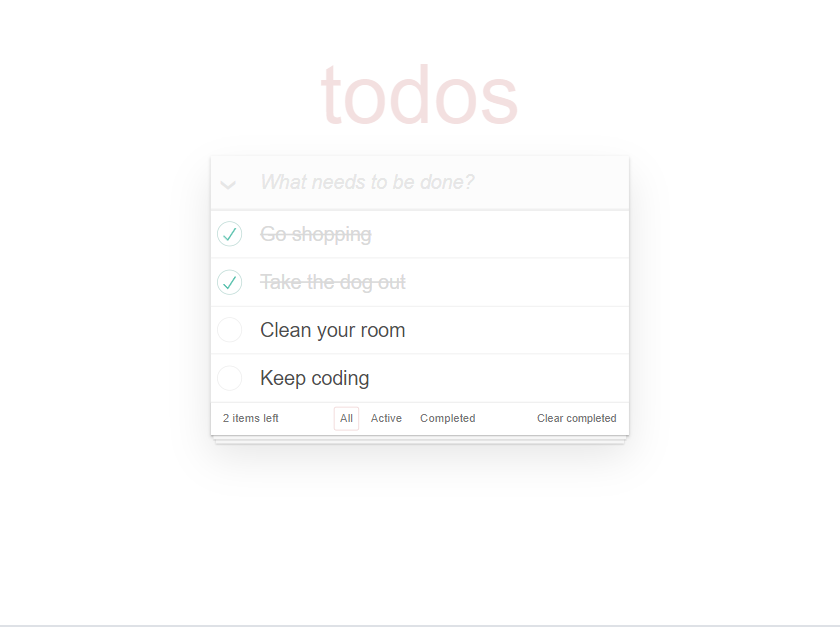 todos
What needs to be done?
Go shopping
Take the dog out
Clean your room
Keep coding
2 items left All Active Completed Clear completed